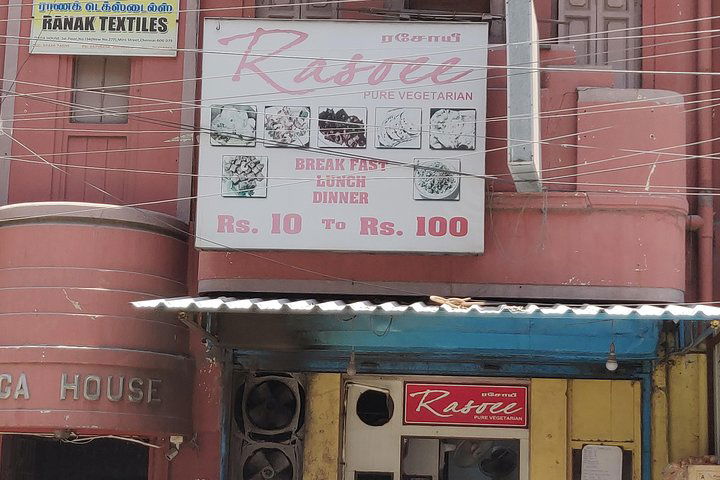 ராணக் டெக்ஸ்டைல்ஸ்
RANAK TEXTILES
ரசோயி
Rasoee
PURE VEGETARIAN
BREAK FAST
LUNCH
DINNER
Rs. 10 To Rs. 100
GA HOUSE
ரசோயி
Rasoee
PURE VEGETARIAN